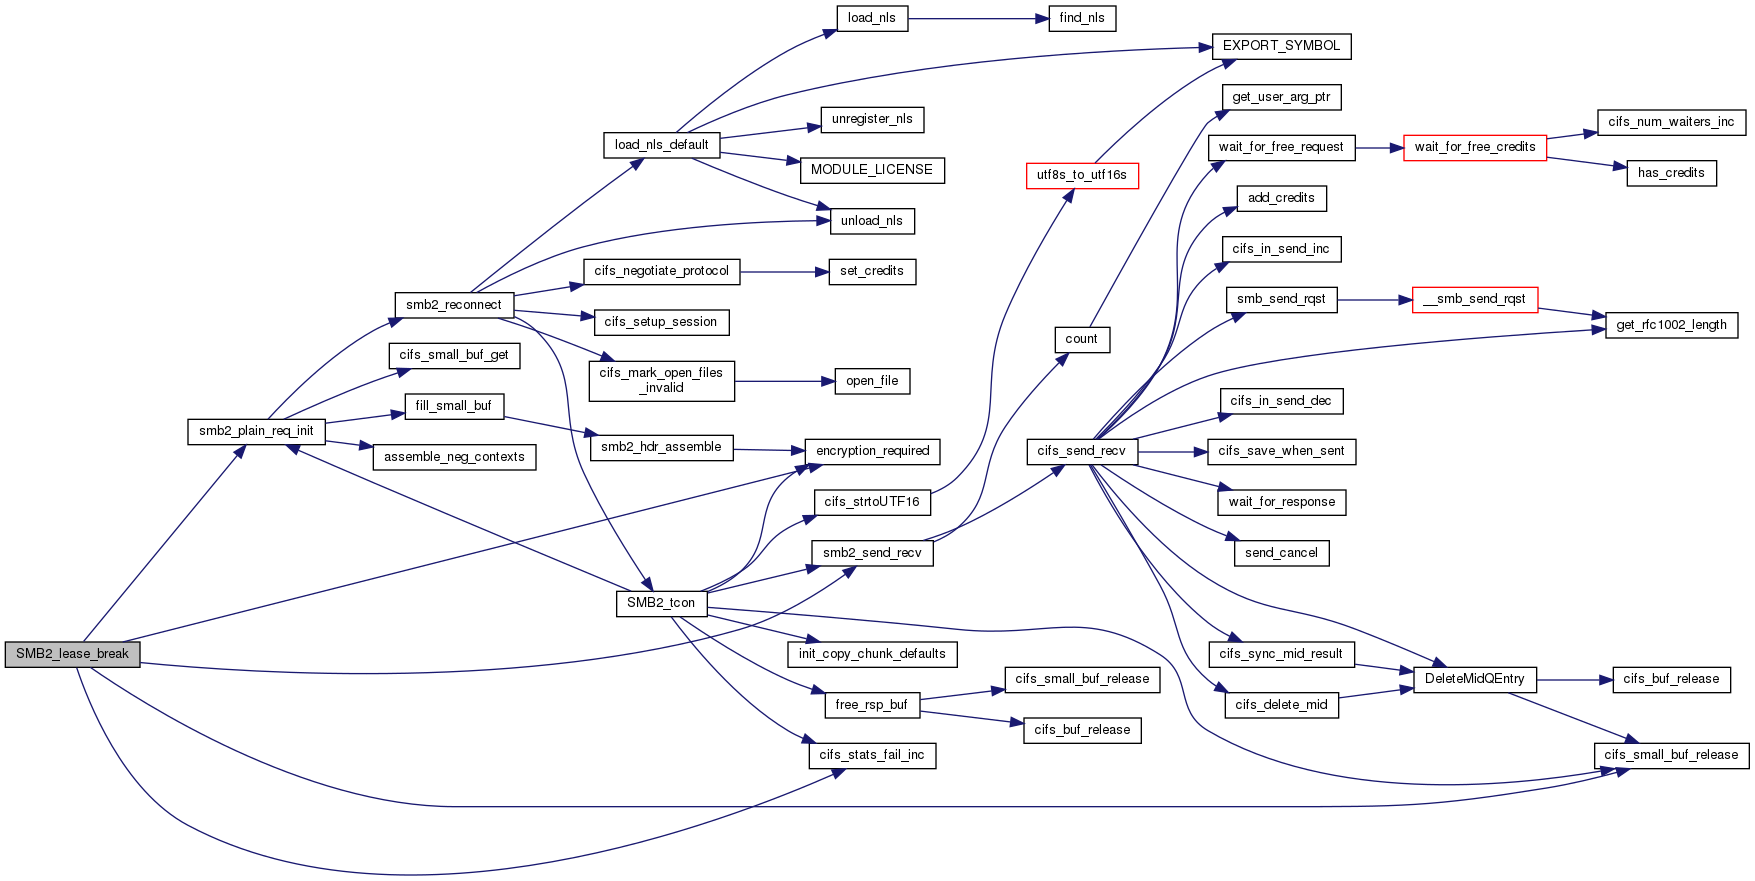 load_nls
find_nls
EXPORT_SYMBOL
get_user_arg_ptr
unregister_nls
cifs_num_waiters_inc
load_nls_default
wait_for_free_request
wait_for_free_credits
MODULE_LICENSE
utf8s_to_utf16s
has_credits
add_credits
unload_nls
cifs_in_send_inc
cifs_negotiate_protocol
set_credits
smb2_reconnect
smb_send_rqst
__smb_send_rqst
cifs_setup_session
get_rfc1002_length
count
cifs_small_buf_get
cifs_mark_open_files
_invalid
open_file
fill_small_buf
cifs_in_send_dec
smb2_plain_req_init
smb2_hdr_assemble
encryption_required
cifs_send_recv
cifs_save_when_sent
assemble_neg_contexts
cifs_strtoUTF16
wait_for_response
smb2_send_recv
send_cancel
SMB2_tcon
SMB2_lease_break
init_copy_chunk_defaults
cifs_sync_mid_result
cifs_small_buf_release
DeleteMidQEntry
cifs_buf_release
free_rsp_buf
cifs_delete_mid
cifs_buf_release
cifs_stats_fail_inc
cifs_small_buf_release